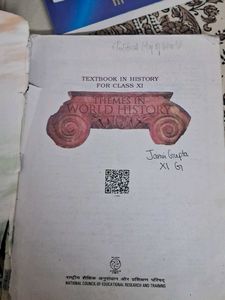 TEXTBOOK IN HISTORY
FOR CLASS XI
THEMES IN
WORLD HISTORY
Janvi Gupta
XI G
राष्ट्रीय शैक्षिक अनुसंधान और प्रशिक्षण परिषद्
NATIONAL COUNCIL OF EDUCATIONAL RESEARCH AND TRAINING